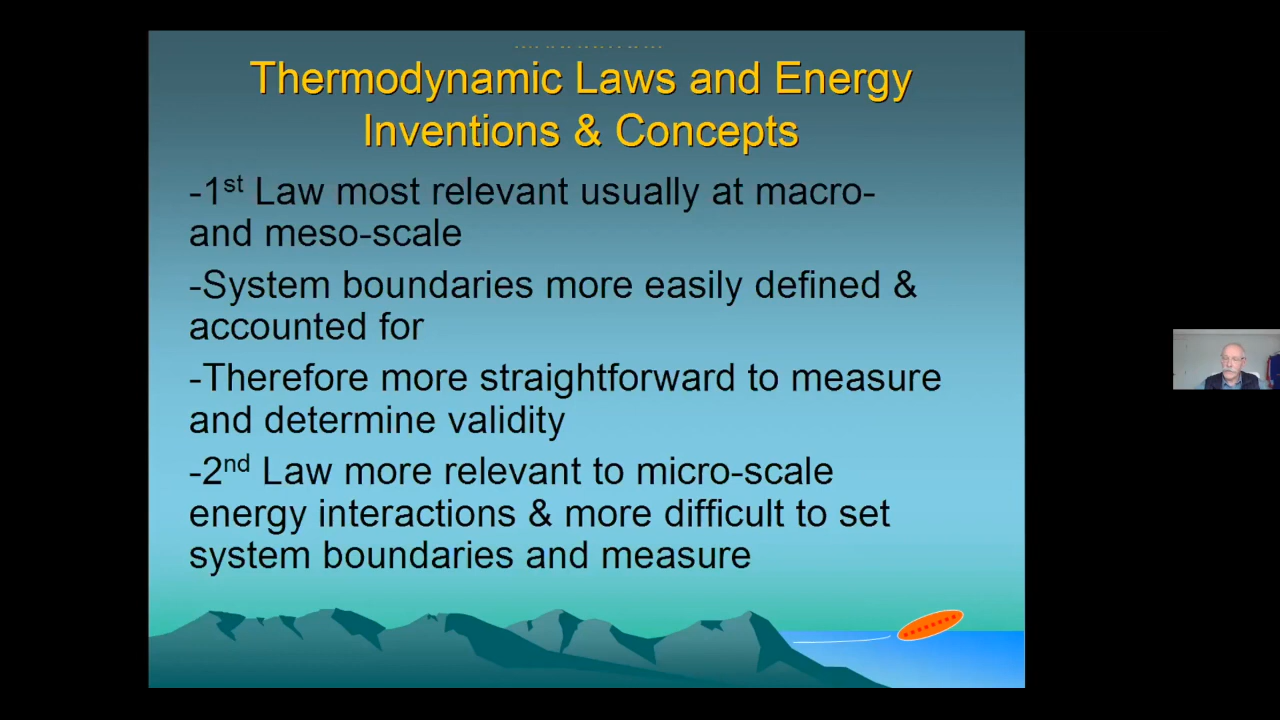 Thermodynamic Laws and Energy
Inventions & Concepts
-1st Law most relevant usually at macro-
and meso-scale
-System boundaries more easily defined &
accounted for
-Therefore more straightforward to measure
and determine validity
-2nd Law more relevant to micro-scale
energy interactions & more difficult to set
system boundaries and measure